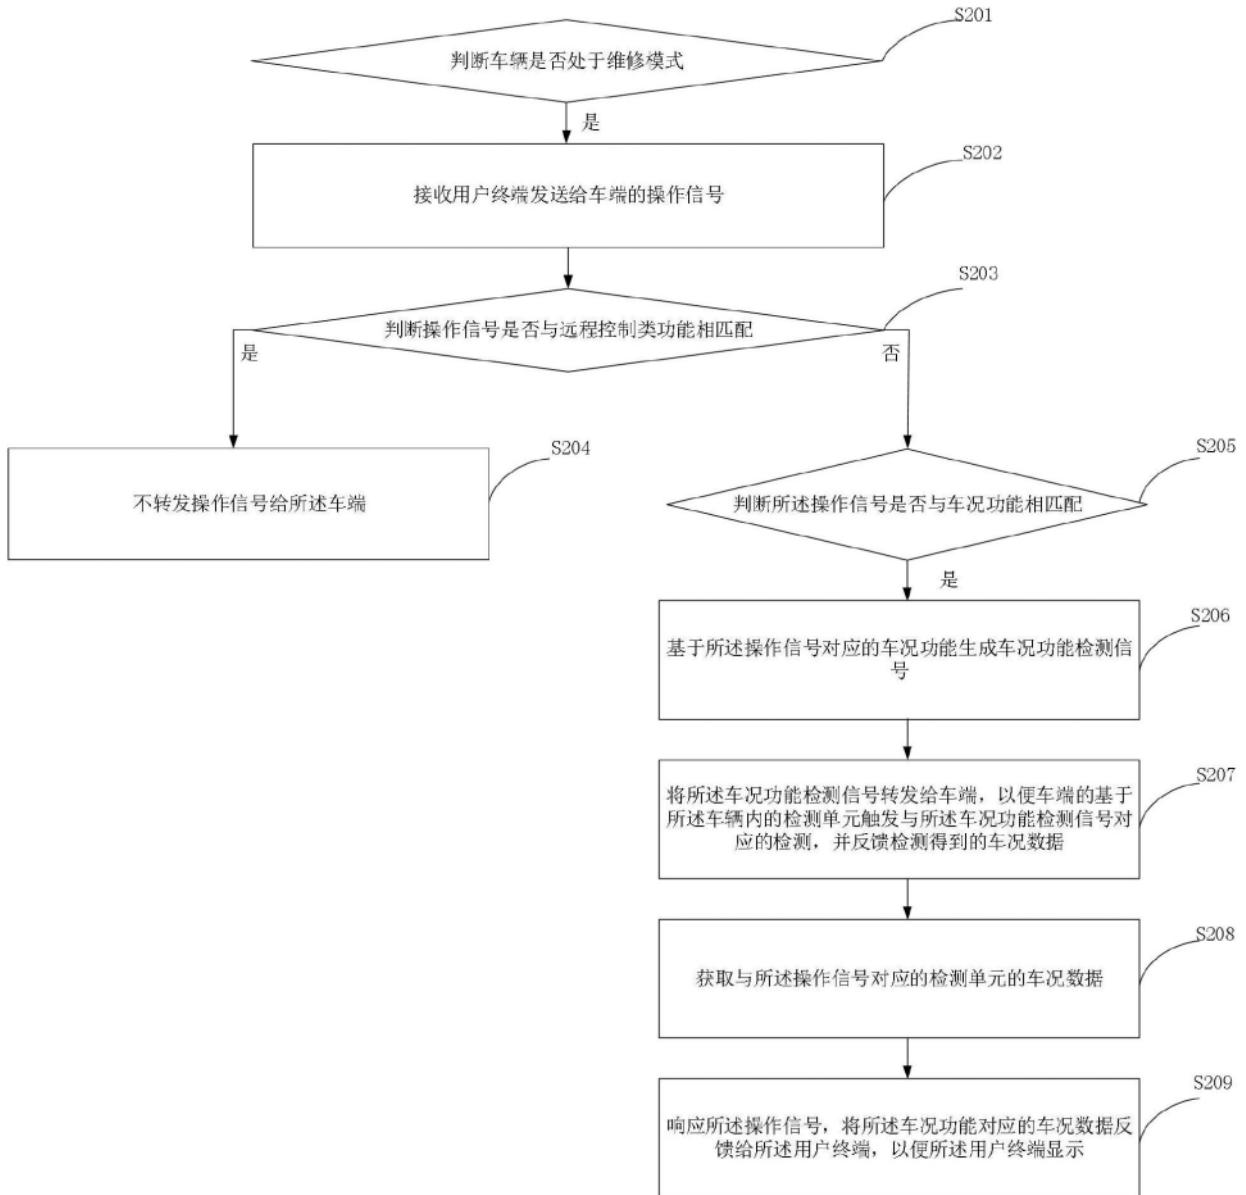 S201
判断车辆是否处于维修模式
是
S202
接收用户终端发送给车端的操作信号
S203
判断操作信号是否与远程控制类功能相匹配
是
否
S204
不转发操作信号给所述车端
S205
判断所述操作信号是否与车况功能相匹配
是
S206
基于所述操作信号对应的车况功能生成车况功能检测信
号
S207
将所述车况功能检测信号转发给车端，以便车端的基于
所述车辆内的检测单元触发与所述车况功能检测信号对
应的检测，并反馈检测得到的车况数据
S208
获取与所述操作信号对应的检测单元的车况数据
S209
响应所述操作信号，将所述车况功能对应的车况数据反
馈给所述用户终端，以便所述用户终端显示